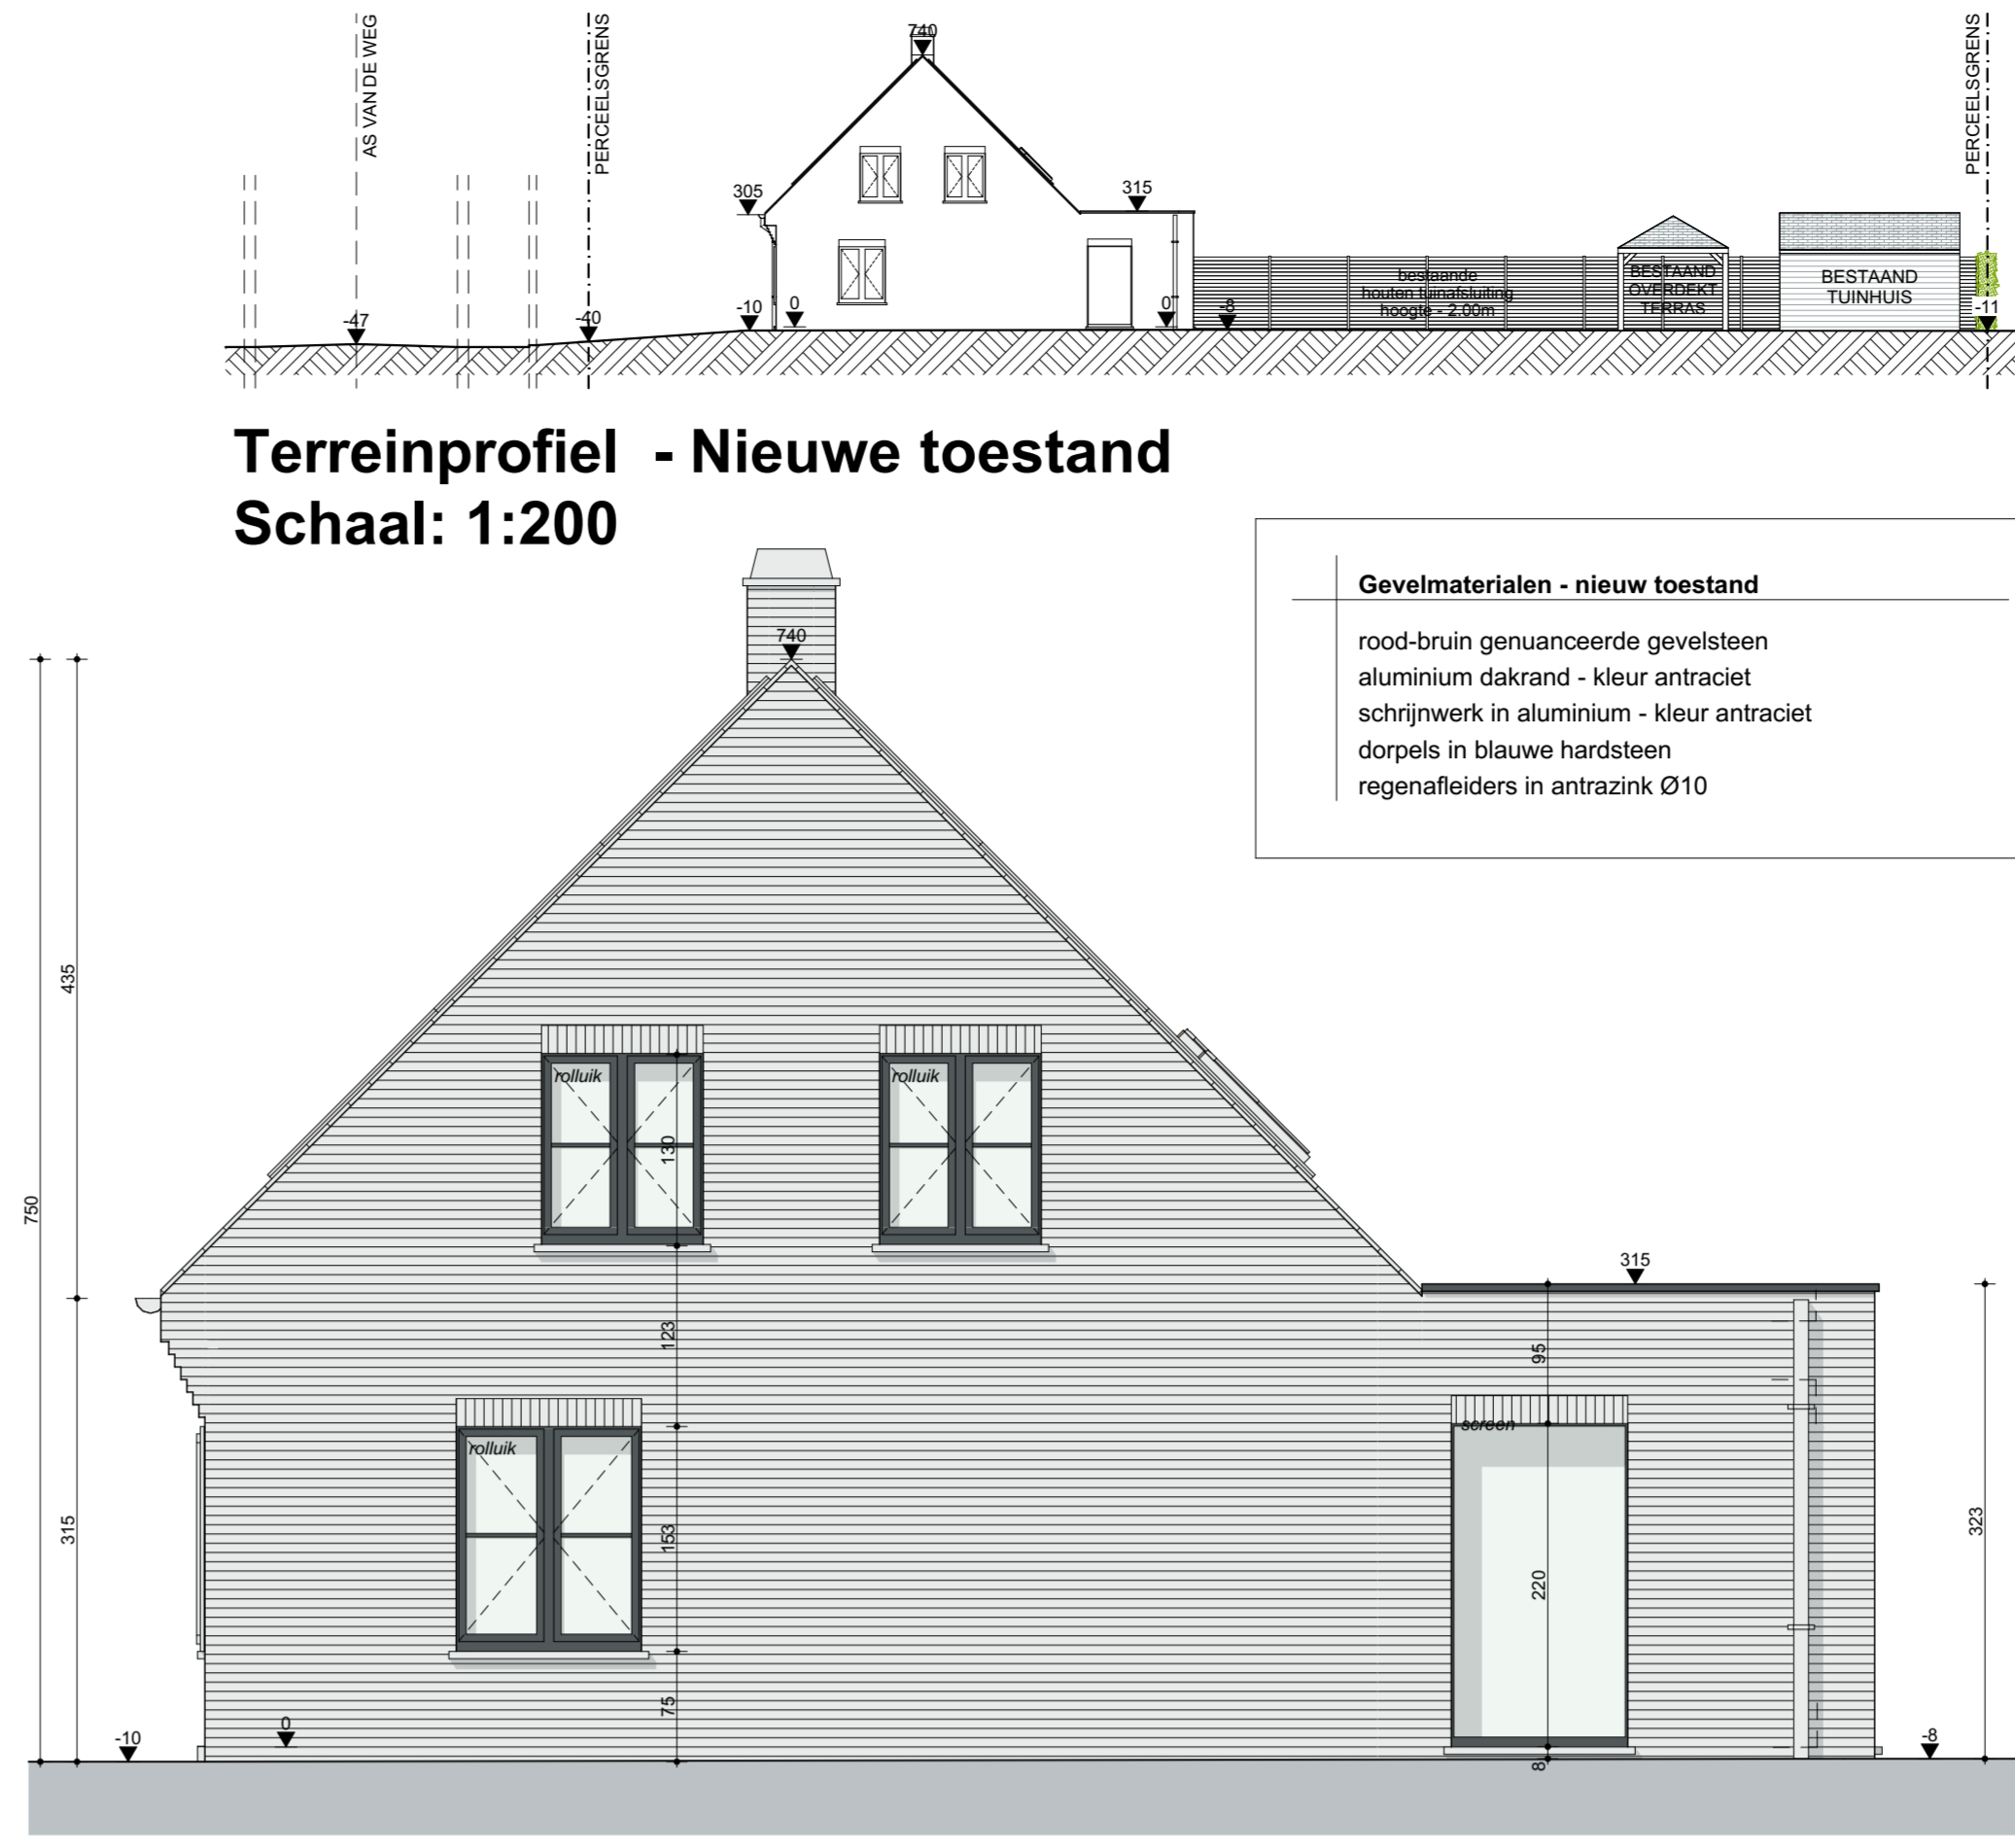 AS VAN DE WEG
PERCEELSGRENS
740
PERCEELSGRENS
305
315
bestaande
houten tuinafsluiting
hoogte - 2.00m
BESTAAND
OVERDEKT
TERRAS
BESTAAND
TUINHUIS
-47
-40
-10
0
0
-8
-11
Terreinprofiel - Nieuwe toestand
Schaal: 1:200
Gevelmaterialen - nieuw toestand
rood-bruin genuanceerde gevelsteen
aluminium dakrand - kleur antraciet
schrijnwerk in aluminium - kleur antraciet
dorpels in blauwe hardsteen
regenafleiders in antrazink Ø10
740
435
750
rolluik
rolluik
130
123
315
95
rolluik
screen
315
153
220
323
75
-10
0
8
-8